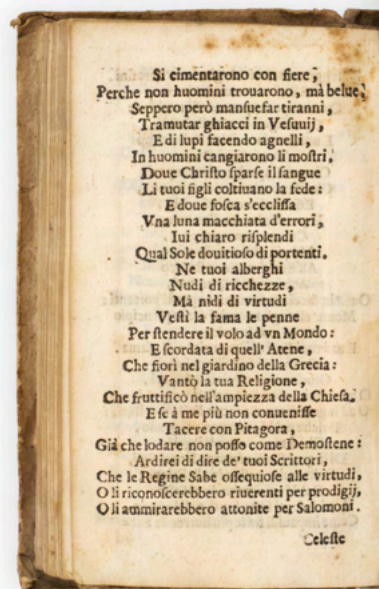 Si cimentarono con fiere,
Perche non huomini trouarono, mà belue,
Seppero però mansuefar tiranni,
Tramutar ghiacci in Vesuuij,
E di lupi facendo agnelli,
In huomini cangiarono li mostri.
Doue Christo sparse il sangue
Li tuoi figli coltiuano la fede:
E doue fosca s'ecclissa
Vna luna macchiata d'errori,
Iui chiaro risplendi
Qual Sole douitioso di portenti.
Ne tuoi alberghi
Nudi di ricchezze,
Mà nidi di virtudi
Vestì la fama le penne
Per stendere il volo ad vn Mondo:
E scordata di quell' Atene,
Che fiorì nel giardino della Grecia:
Vantò la tua Religione,
Che fruttificò nell'ampiezza della Chiesa.
E se à me più non conuenisse
Tacere con Pitagora,
Già che lodare non posso come Demostene:
Ardirei di dire de' tuoi Scrittori,
Che le Regine Sabe ossequiose alle virtudi,
O li riconoscerebbero riuerenti per prodigij,
O li ammirarebbero attonite per Salomoni.
Celeste